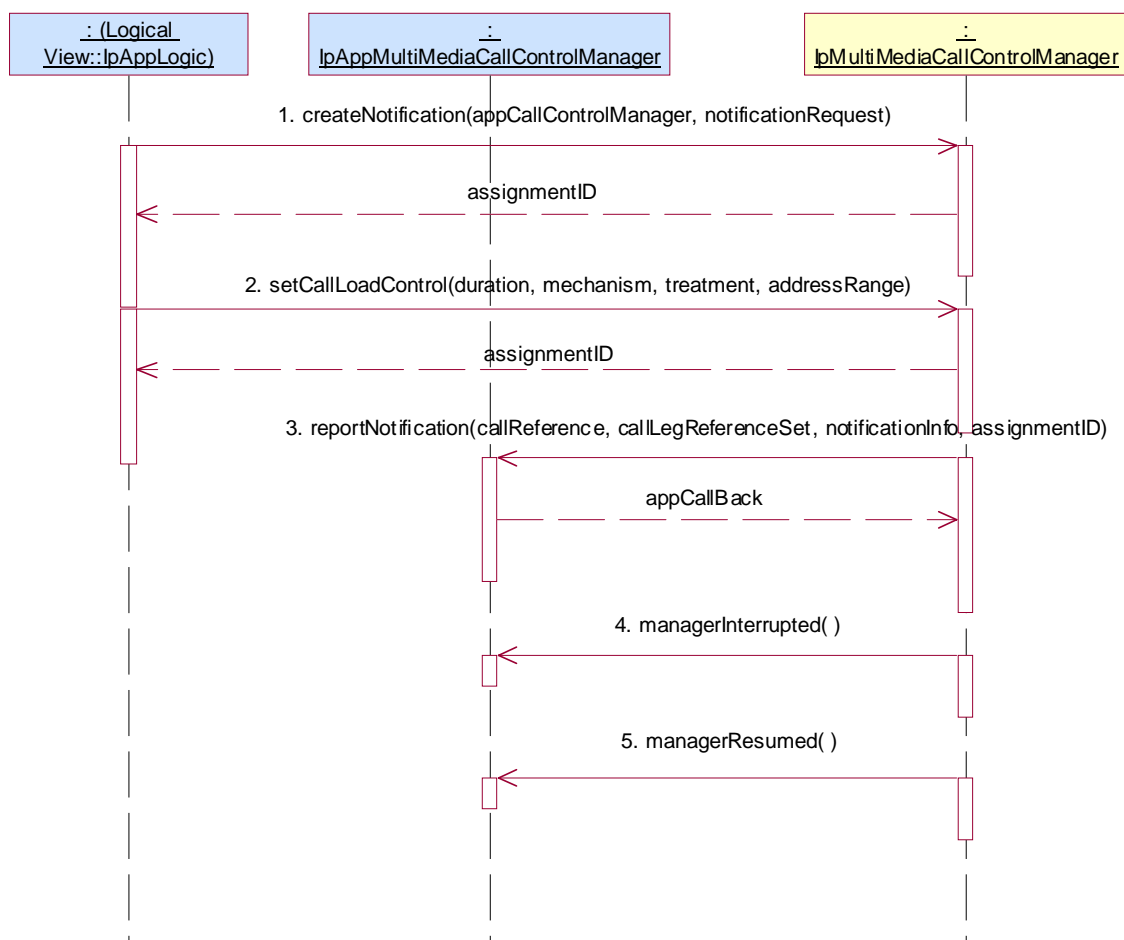 : (Logical
View::IpAppLogic)
:
IpAppMultiMediaCallControlManager
:
IpMultiMediaCallControlManager
1. createNotification(appCallControlManager, notificationRequest)
assignmentID
2. setCallLoadControl(duration, mechanism, treatment, addressRange)
assignmentID
3. reportNotification(callReference, callLegReferenceSet, notificationInfo, assignmentID)
appCallBack
4. managerInterrupted( )
5. managerResumed( )